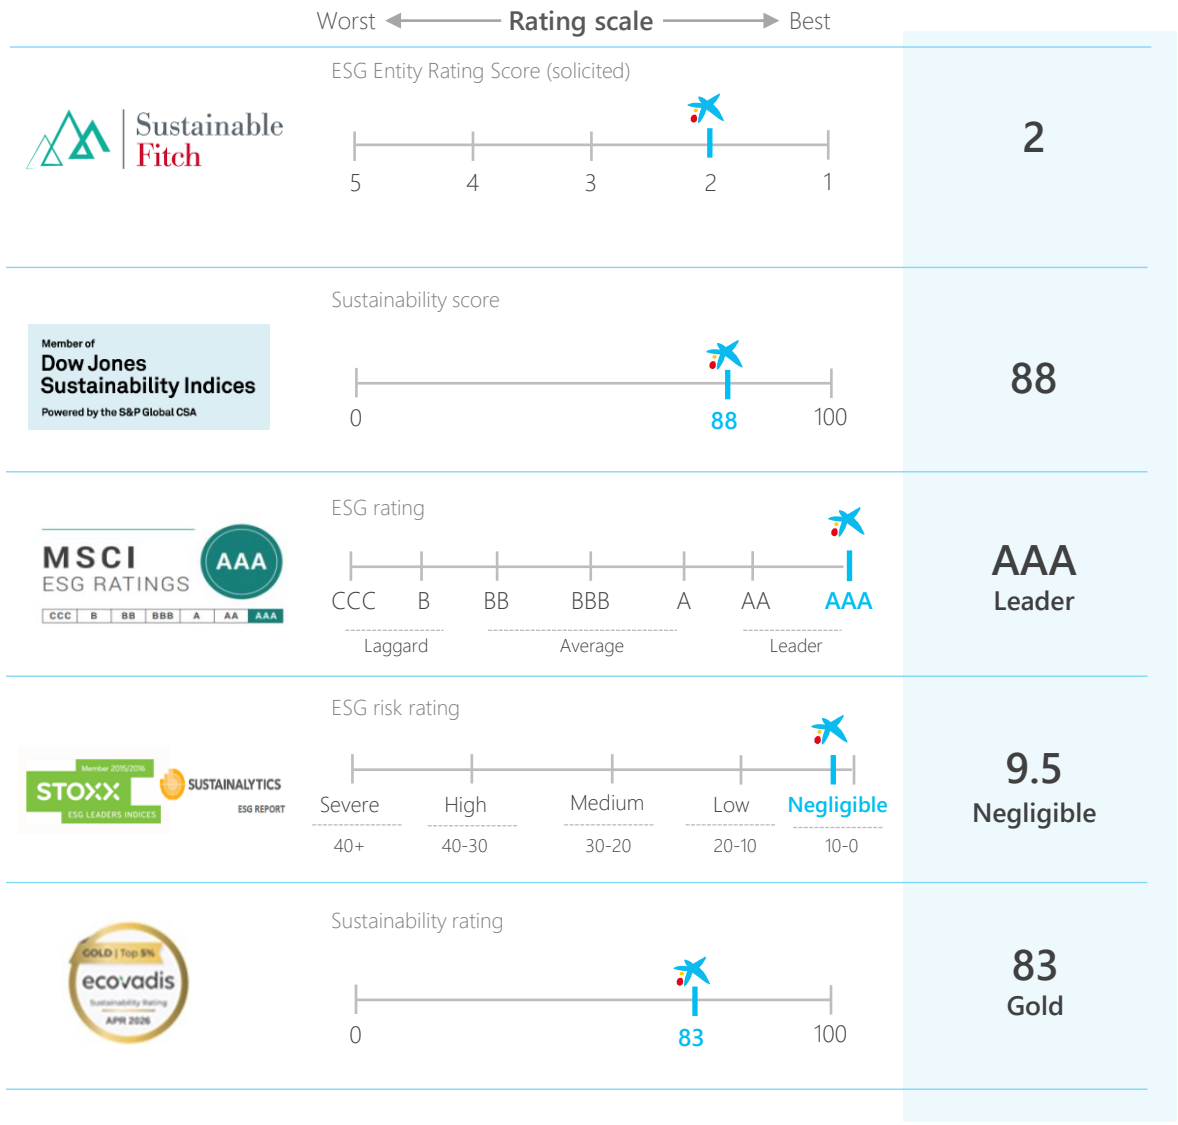 Worst Rating scale Best
ESG Entity Rating Score (solicited)
Sustainable
Fitch
5 4 3 2 1
2
Sustainability score
Member of
Dow Jones
Sustainability Indices
Powered by the S&P Global CSA
0 88 100
88
ESG rating
MSCI
ESG RATINGS
AAA
CCC B BB BBB A AA AAA
CCC B BB BBB A AA AAA
Laggard Average Leader
AAA
Leader
ESG risk rating
Member 2015/2016
STOXX
ESG LEADERS INDICES
SUSTAINALYTICS
ESG REPORT
Severe High Medium Low Negligible
40+ 40-30 30-20 20-10 10-0
9.5
Negligible
Sustainability rating
GOLD | Top 5%
ecovadis
Sustainability Rating
APR 2026
0 83 100
83
Gold